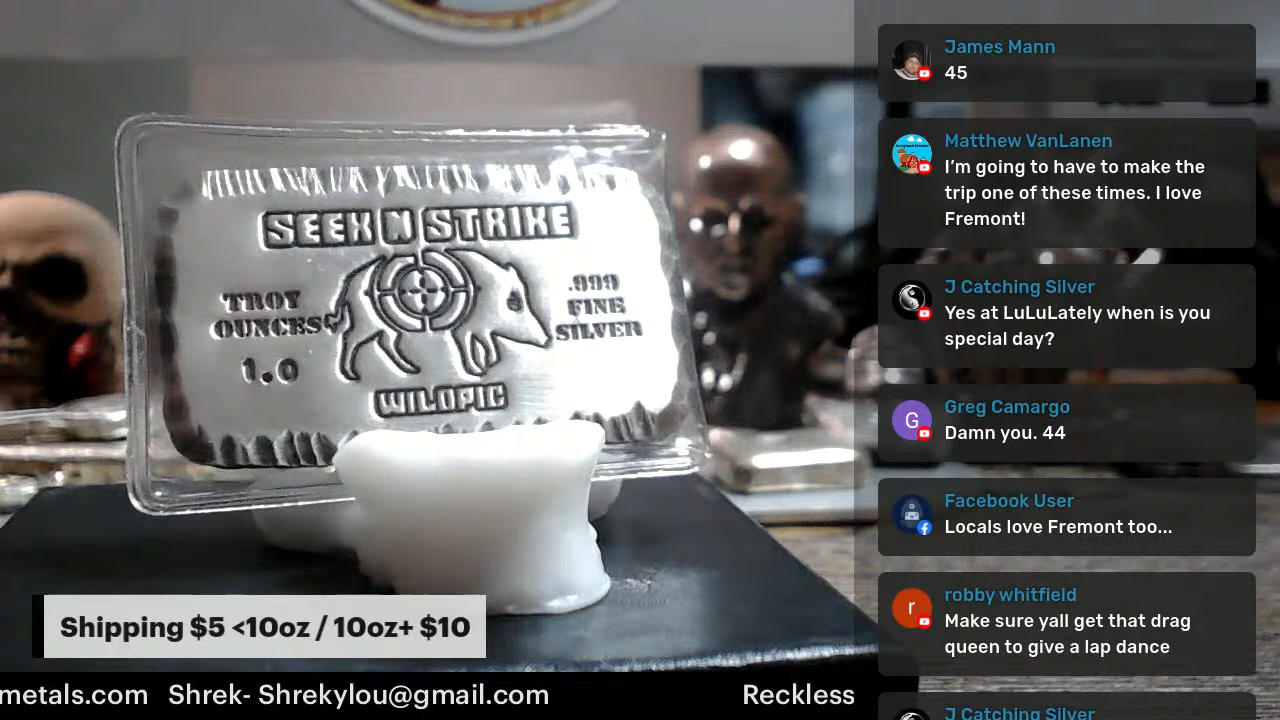 SEEK N STRIKE
TROY
OUNCES
1.0
.999
FINE
SILVER
WILDPIG
Shipping $5 <10oz / 10oz+ $10
metals.com Shrek- Shrekylou@gmail.com Reckless
James Mann
45
Matthew VanLanen
I'm going to have to make the
trip one of these times. I love
Fremont!
J Catching Silver
Yes at LuLuLately when is you
special day?
G
Greg Camargo
Damn you. 44
Facebook User
Locals love Fremont too...
r
robby whitfield
Make sure yall get that drag
queen to give a lap dance
J Catching Silver